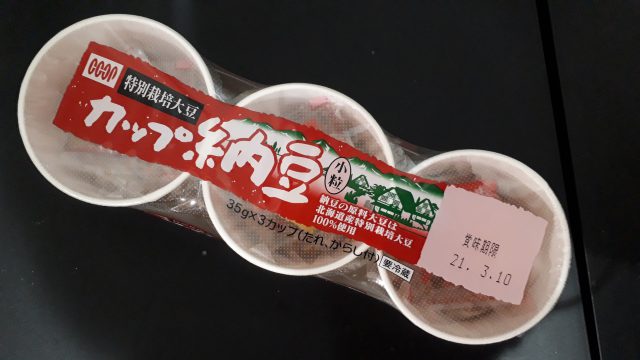 coop
特別栽培大豆
カップ納豆
小粒
納豆の原料大豆は
北海道産特別栽培大豆
100%使用
35g×3カップ(たれ、からし付)
要冷蔵
賞味期限
21. 3.10